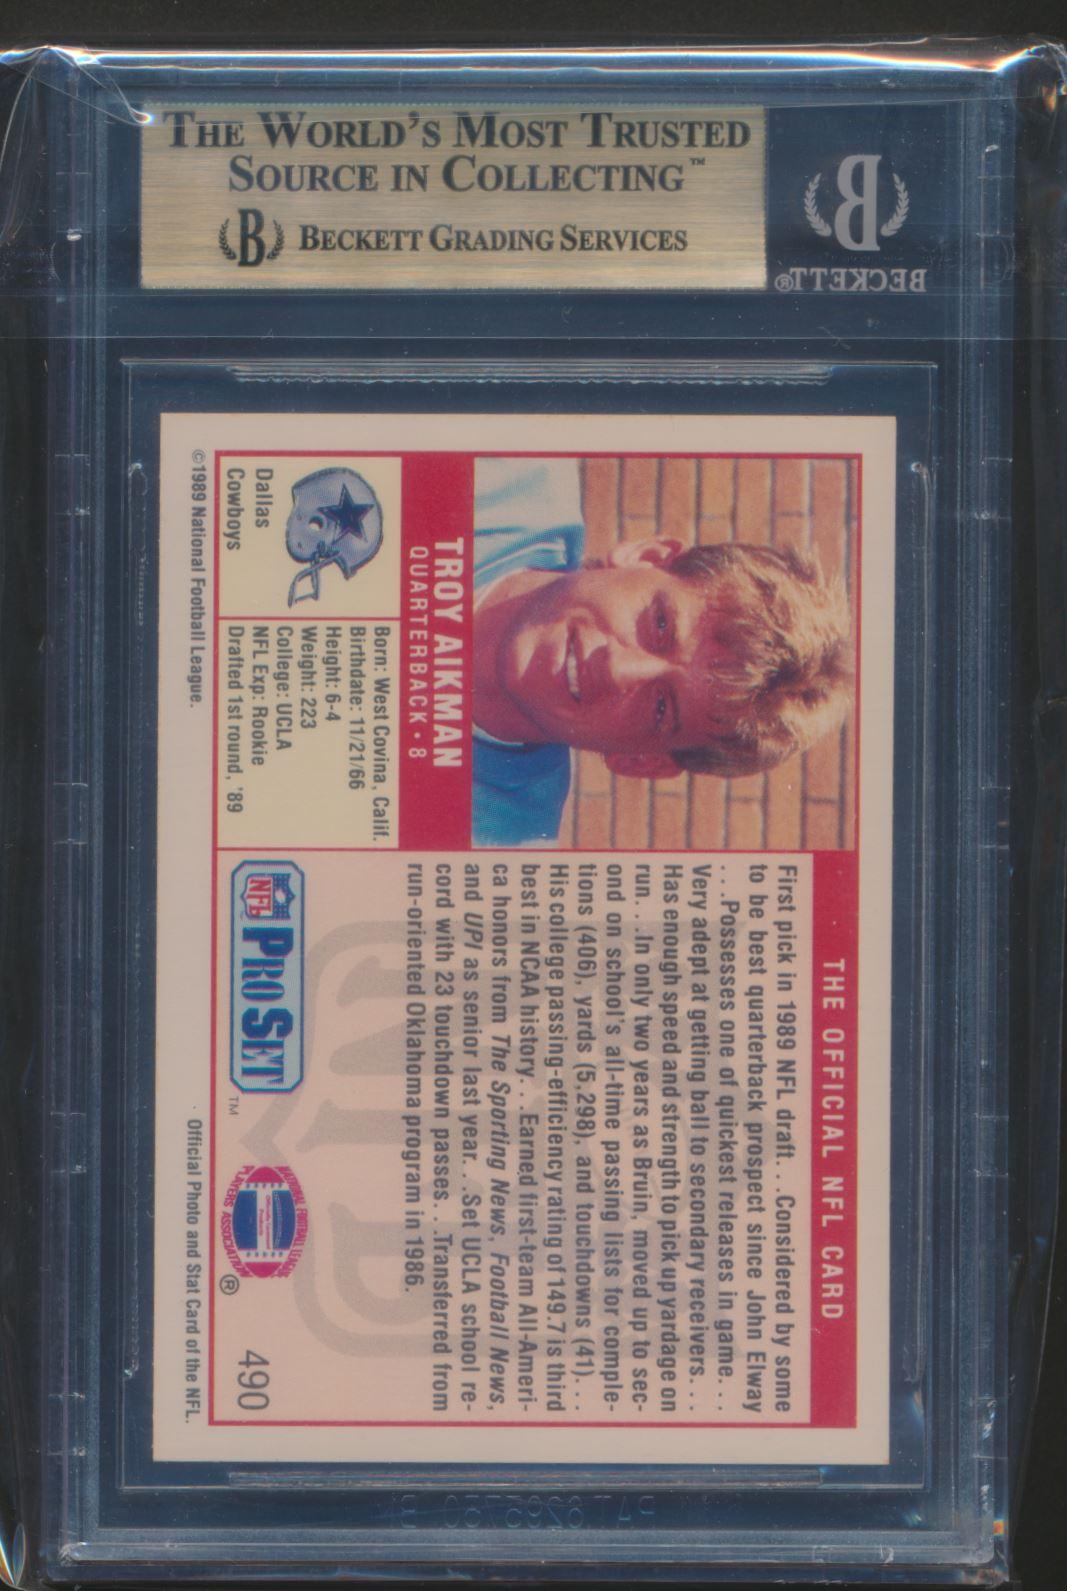 THE WORLD'S MOST TRUSTED
SOURCE IN COLLECTING™
B BECKETT GRADING SERVICES
B
BECKETT®
THE OFFICIAL NFL CARD
TROY AIKMAN
QUARTERBACK • 8
Dallas
Cowboys
Born: West Covina, Calif.
Birthdate: 11/21/66
Height: 6-4
Weight: 223
College: UCLA
NFL Exp: Rookie
Drafted 1st round, '89
First pick in 1989 NFL draft. . .Considered by some
to be best quarterback prospect since John Elway
. . .Possesses one of quickest releases in game. . .
Very adept at getting ball to secondary receivers. . .
Has enough speed and strength to pick up yardage on
run. . .In only two years as Bruin, moved up to sec-
ond on school's all-time passing lists for comple-
tions (406), yards (5,298), and touchdowns (41). . .
His college passing-efficiency rating of 149.7 is third
best in NCAA history. . .Earned first-team All-Ameri-
ca honors from The Sporting News, Football News,
and UPI as senior last year. . .Set UCLA school re-
cord with 23 touchdown passes. . .Transferred from
run-oriented Oklahoma program in 1986.
NFL
NFL PRO SET™
NATIONAL FOOTBALL LEAGUE
PLAYERS ASSOCIATION®
490
©1989 National Football League.
Official Photo and Stat Card of the NFL.